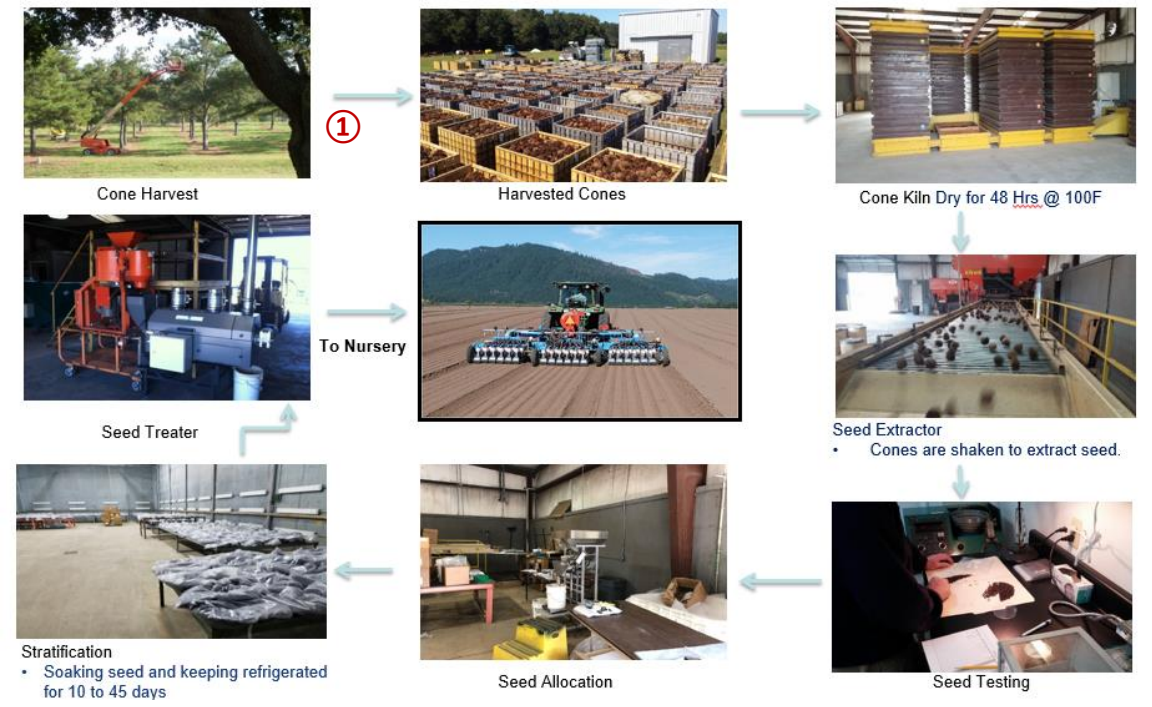 ①
Cone Harvest
Harvested Cones
Cone Kiln Dry for 48 Hrs @ 100F
To Nursery
Seed Treater
Seed Extractor
• Cones are shaken to extract seed.
Stratification
• Soaking seed and keeping refrigerated
for 10 to 45 days
Seed Allocation
Seed Testing